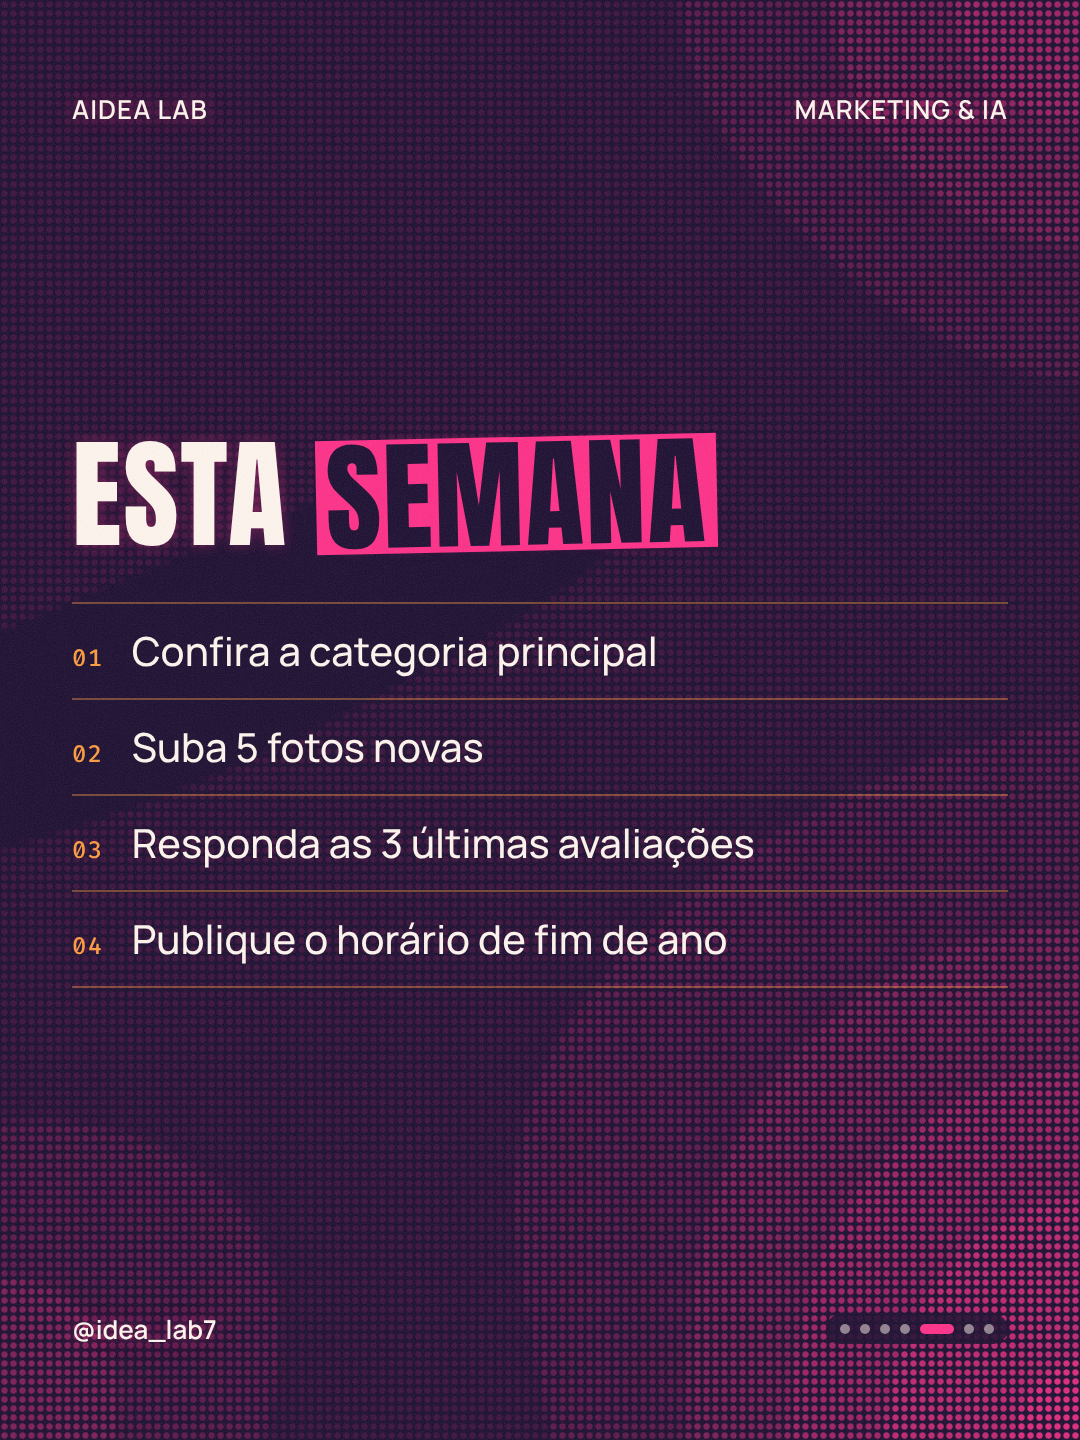 AIDEA LAB
MARKETING & IA
ESTA SEMANA
01 Confira a categoria principal
02 Suba 5 fotos novas
03 Responda as 3 últimas avaliações
04 Publique o horário de fim de ano
@idea_lab7